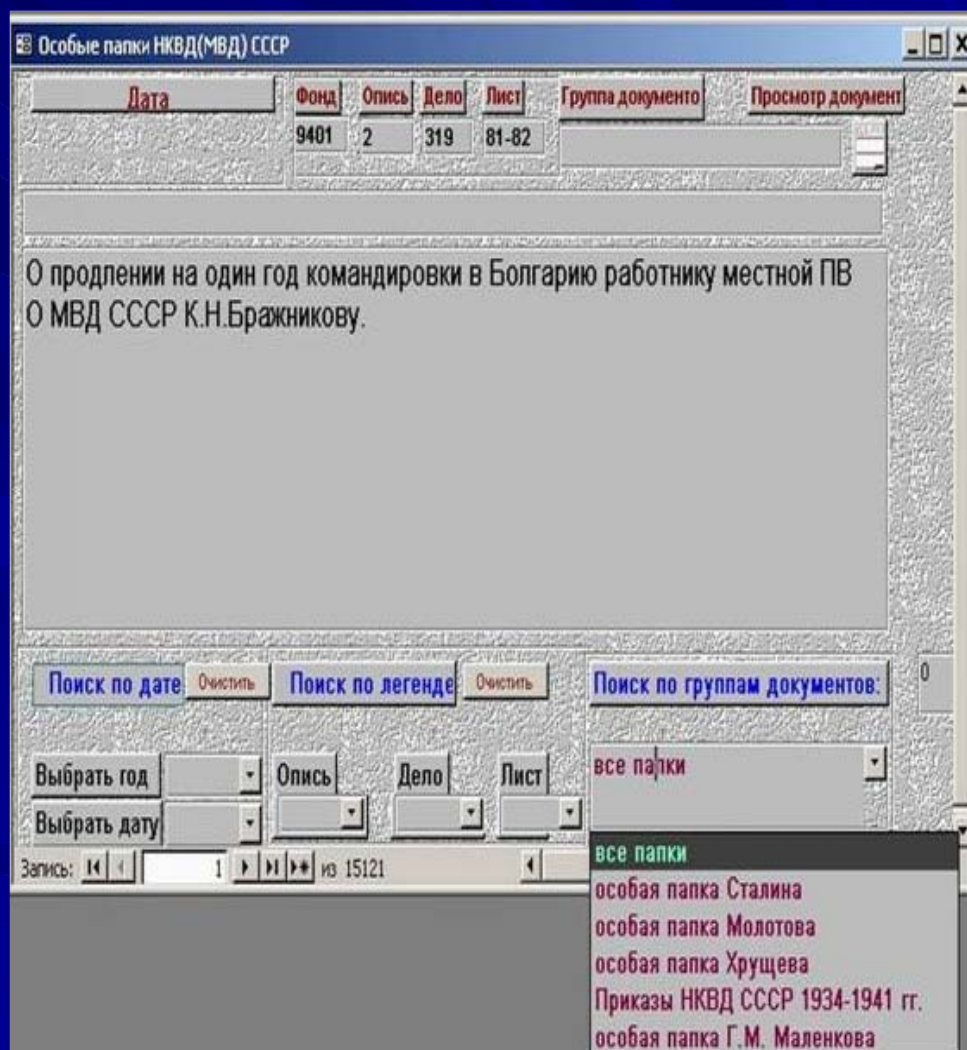 Особые папки НКВД(МВД) СССР
Дата Фонд Опись Дело Лист Группа документо Просмотр документ
9401 2 319 81-82
О продлении на один год командировки в Болгарию работнику местной ПВ
О МВД СССР К.Н.Бражникову.
Поиск по дате Очистить Поиск по легенде Очистить Поиск по группам документов: 0
Выбрать год Опись Дело Лист все папки
Выбрать дату
Запись: 1 из 15121
все папки
особая папка Сталина
особая папка Молотова
особая папка Хрущева
Приказы НКВД СССР 1934-1941 гг.
особая папка Г.М. Маленкова